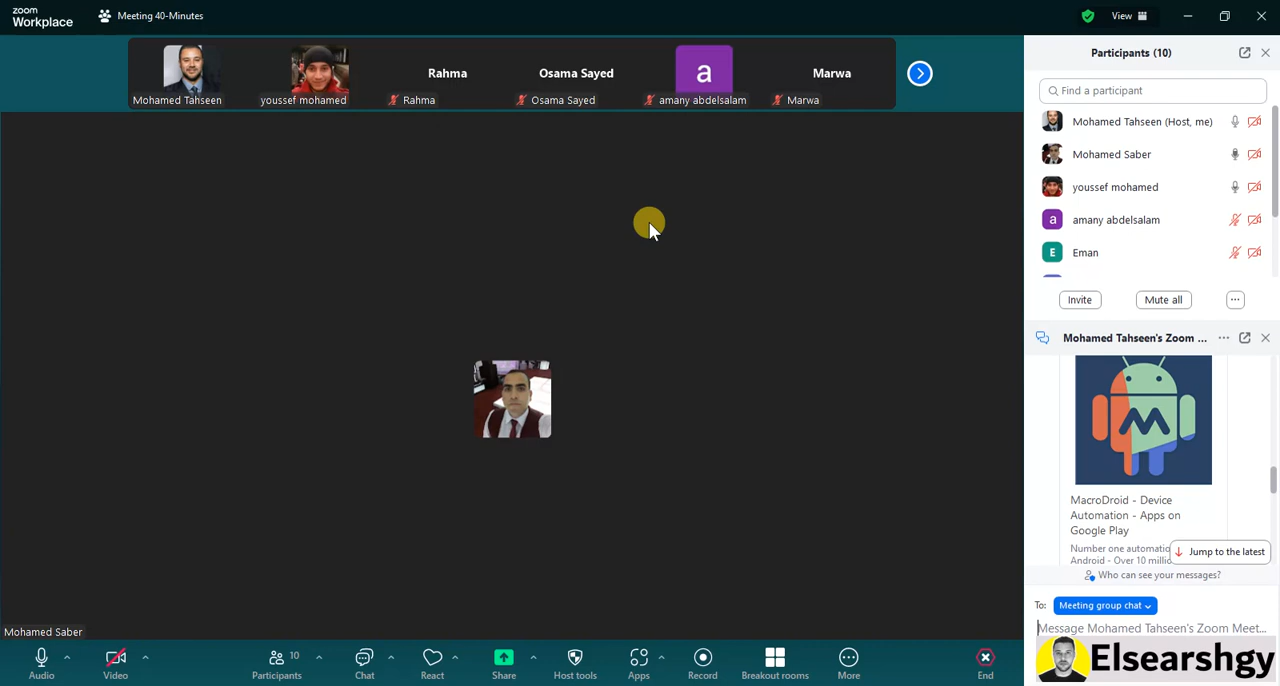 zoom
Workplace
Meeting 40-Minutes
View
Mohamed Tahseen
youssef mohamed
Rahma
Rahma
Osama Sayed
Osama Sayed
a
amany abdelsalam
Marwa
Marwa
Mohamed Saber
Participants (10)
Find a participant
Mohamed Tahseen (Host, me)
Mohamed Saber
youssef mohamed
a
amany abdelsalam
E
Eman
Invite
Mute all
Mohamed Tahseen's Zoom ...
MacroDroid - Device
Automation - Apps on
Google Play
Number one automatio
Android - Over 10 millic
Jump to the latest
Who can see your messages?
To:
Meeting group chat
Message Mohamed Tahseen's Zoom Meet...
Elsearshgy
Audio
Video
10
Participants
Chat
React
Share
Host tools
Apps
Record
Breakout rooms
More
End